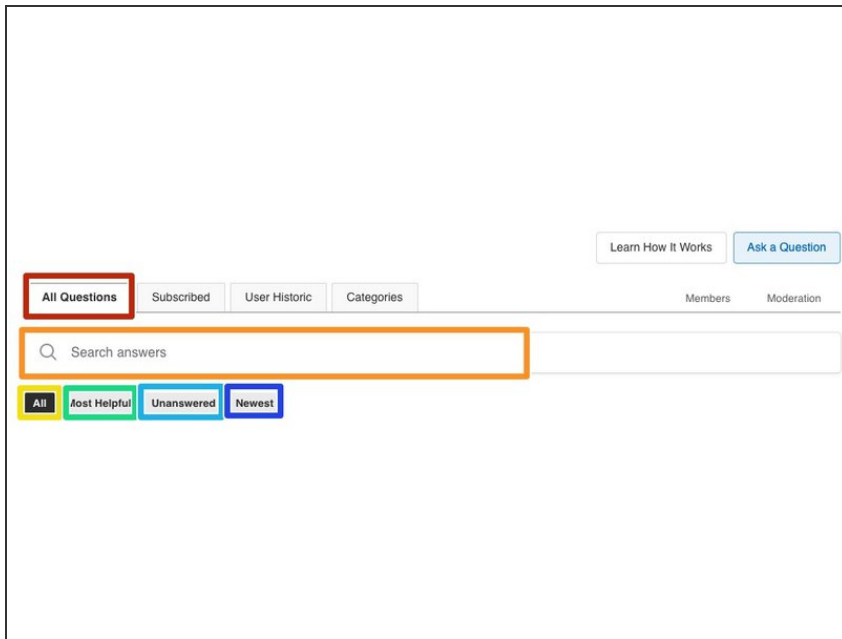 Learn How It Works Ask a Question
All Questions Subscribed User Historic Categories Members Moderation
Search answers
All Most Helpful Unanswered Newest